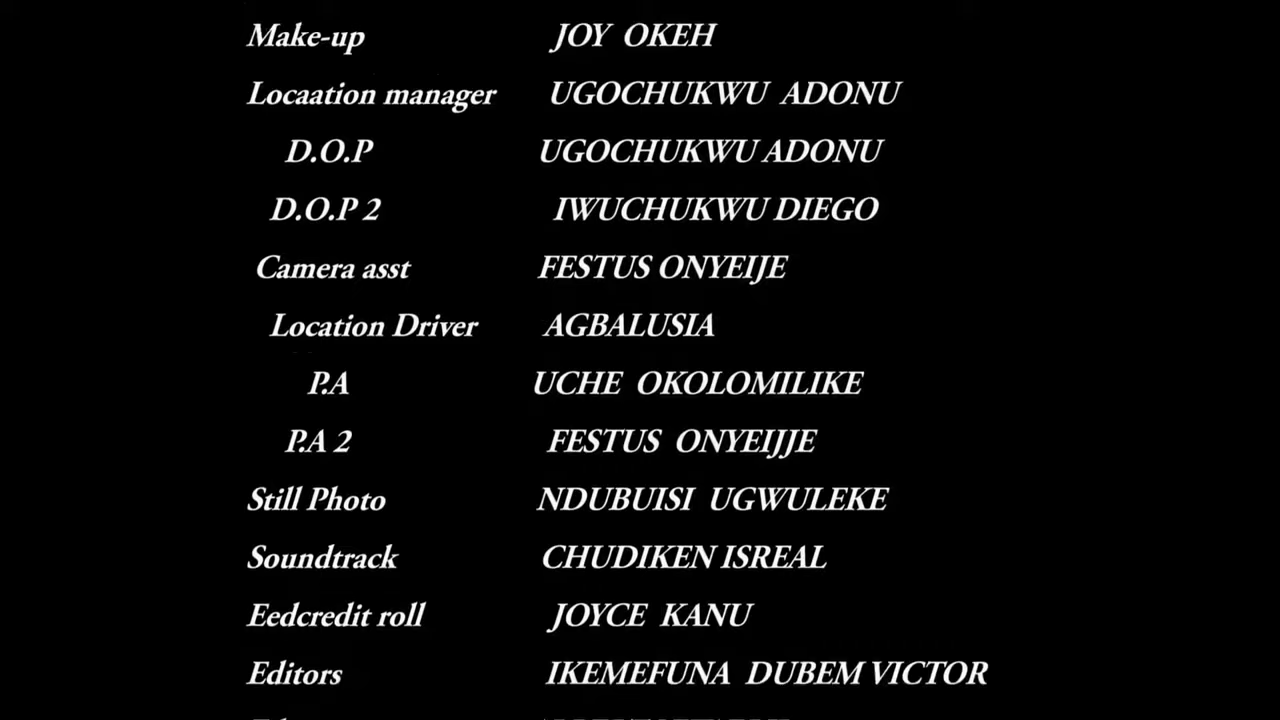 Make-up JOY OKEH
Locaation manager UGOCHUKWU ADONU
D.O.P UGOCHUKWU ADONU
D.O.P 2 IWUCHUKWU DIEGO
Camera asst FESTUS ONYEIJE
Location Driver AGBALUSIA
P.A UCHE OKOLOMILIKE
P.A 2 FESTUS ONYEIJJE
Still Photo NDUBUISI UGWULEKE
Soundtrack CHUDIKEN ISREAL
Eedcredit roll JOYCE KANU
Editors IKEMEFUNA DUBEM VICTOR